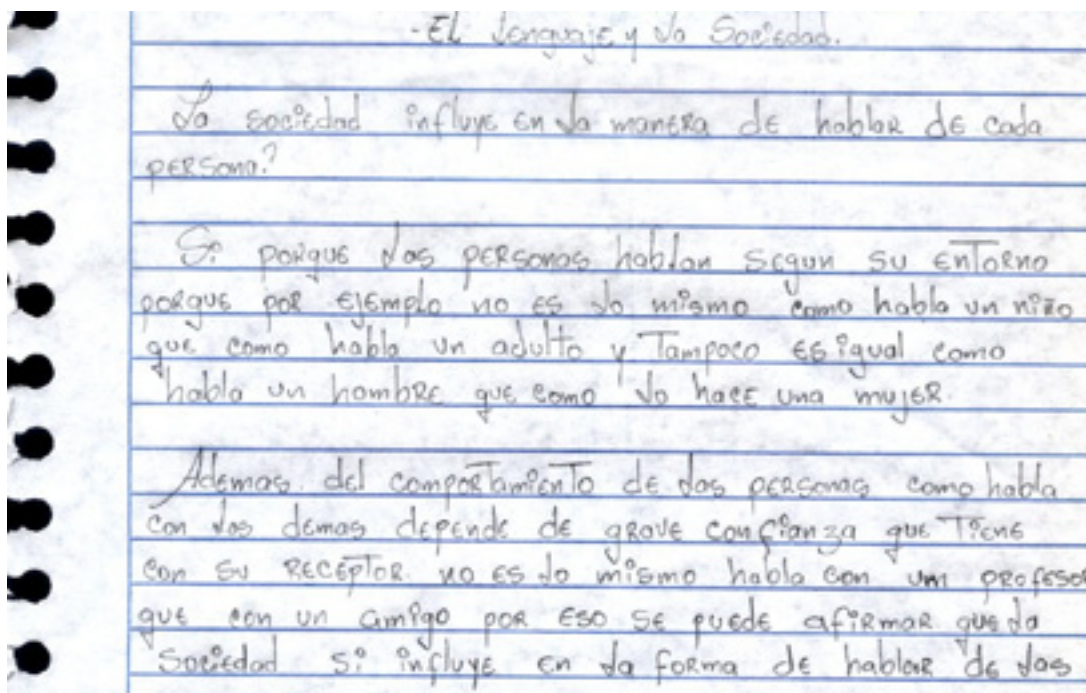 -El lenguaje y la Sociedad.
La sociedad influye en la manera de hablar de cada
persona?
Si porque las personas hablan segun su entorno
porque por ejemplo no es lo mismo como habla un niño
que como habla un adulto y Tampoco es igual como
habla un hombre que como lo hace una mujer.
Ademas. del comportamiento de las personas como habla
con los demas depende de grave confianza que Tiene
con su receptor. no es lo mismo habla con um profesor
que con un amigo por eso se puede afirmar que la
Sociedad si influye en la forma de hablar de las